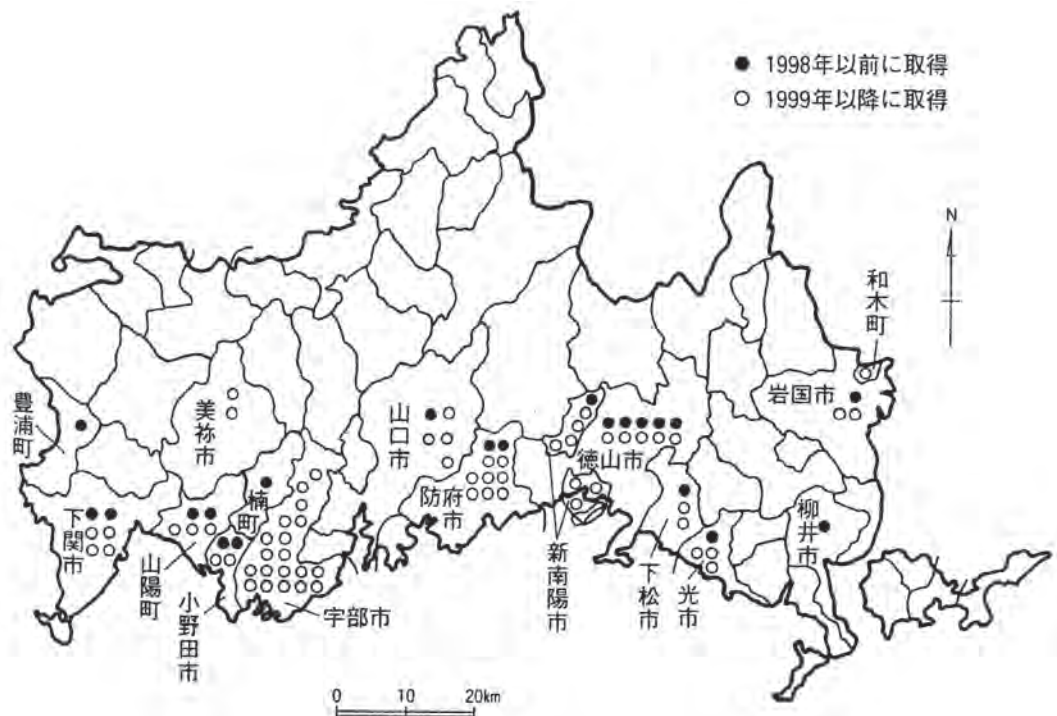 ● 1998年以前に取得
○ 1999年以降に取得
N
和木町
岩国市
豊浦町
美祢市
山口市
徳山市
楠町
防府市
柳井市
下関市
山陽町
小野田市
宇部市
新南陽市
下松市
光市
0 10 20km